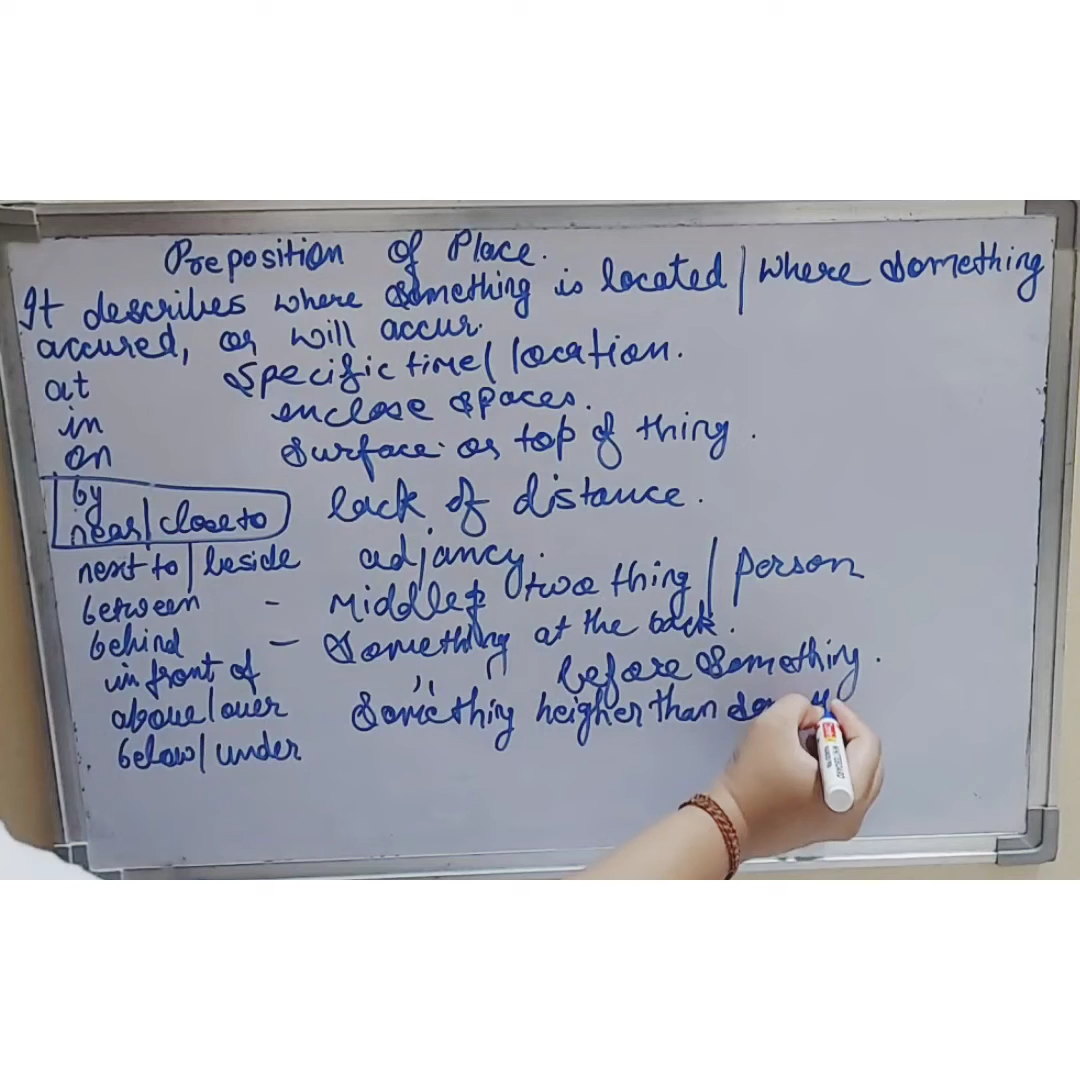 Preposition of Place.
It describes where something is located / where something
accured, or will accur.
at specific time / location.
in enclose spaces.
on surface or top of thing.
by
near / close to lack of distance.
next to / beside adjancy.
between - Middle of two thing / person
behind - Something at the back.
in front of ,, before something.
above / over Something heigher than
below / under